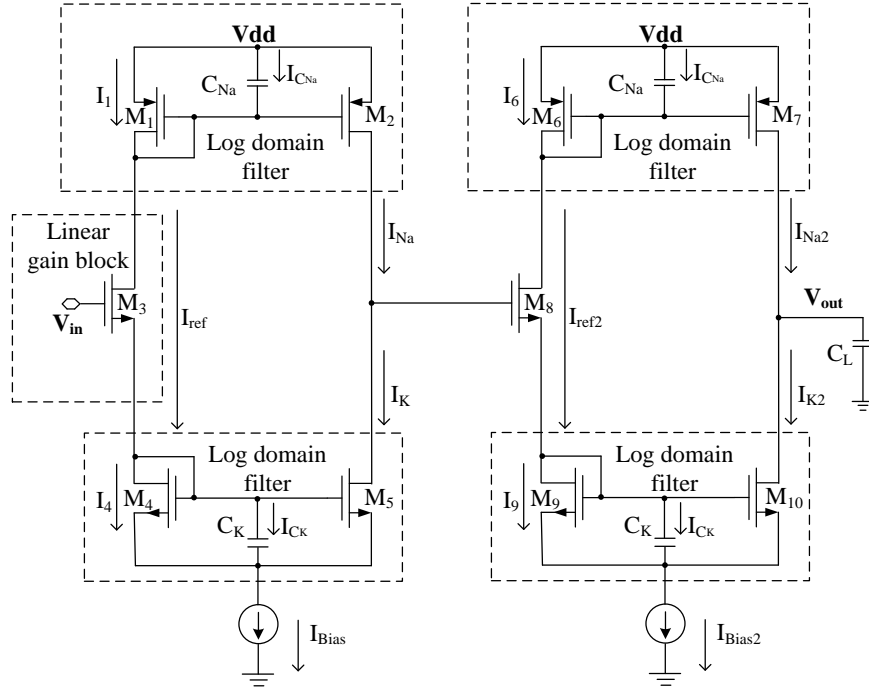 Vdd
C_Na
I_C_Na
I_1
M_1
M_2
Log domain
filter
Linear
gain block
M_3
V_in
I_ref
I_Na
I_K
Log domain
filter
I_4
M_4
M_5
C_K
I_C_K
I_Bias
Vdd
C_Na
I_C_Na
I_6
M_6
M_7
Log domain
filter
M_8
I_ref2
I_Na2
V_out
C_L
I_K2
Log domain
filter
I_9
M_9
M_10
C_K
I_C_K
I_Bias2